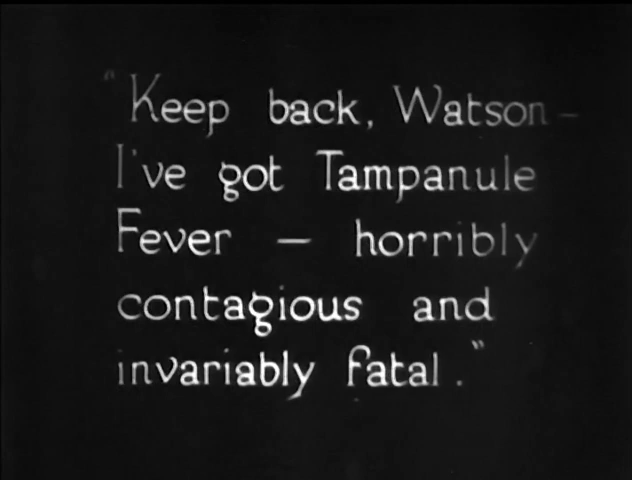 "Keep back, Watson –
I've got Tampanule
Fever – horribly
contagious and
invariably fatal."